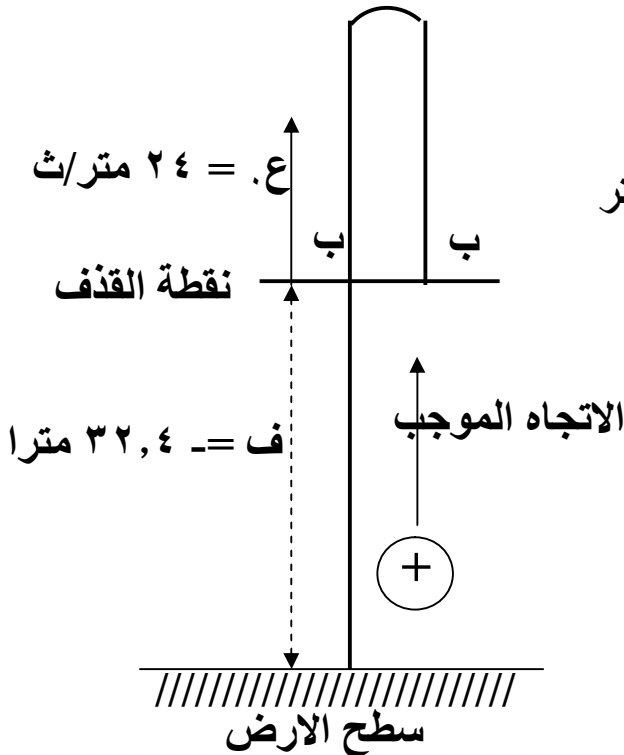 ع. = ٢٤ متر/ث
ب
ب
نقطة القذف
الاتجاه الموجب
ف =- ٣٢,٤ مترا
+
سطح الارض